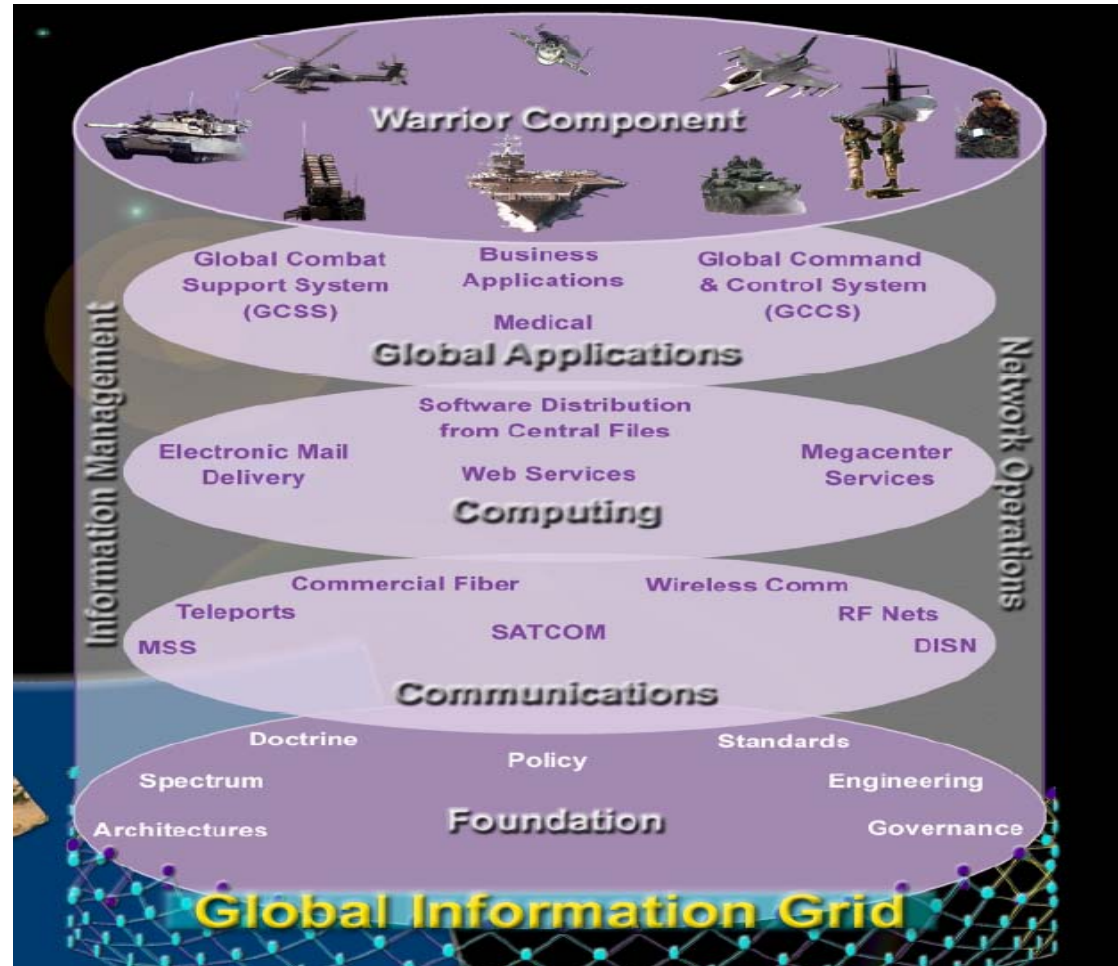 Warrior Component
Global Combat
Support System
(GCSS)
Business
Applications
Medical
Global Command
& Control System
(GCCS)
Global Applications
Information Management
Network Operations
Software Distribution
from Central Files
Electronic Mail
Delivery
Web Services
Megacenter
Services
Computing
Commercial Fiber
Wireless Comm
Teleports
RF Nets
MSS
SATCOM
DISN
Communications
Doctrine
Policy
Standards
Spectrum
Engineering
Architectures
Foundation
Governance
Global Information Grid